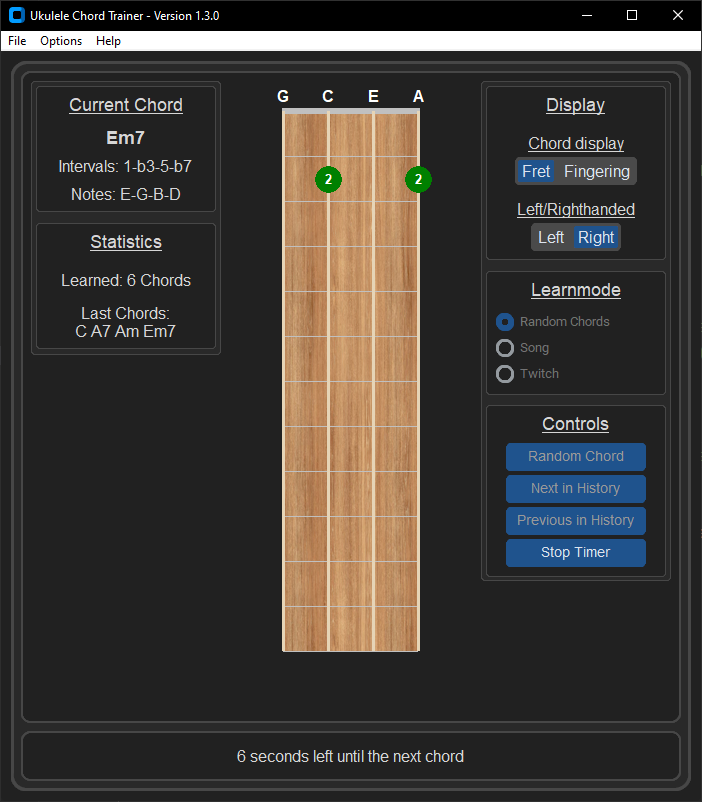 Ukulele Chord Trainer - Version 1.3.0
File Options Help
Current Chord
Em7
Intervals: 1-b3-5-b7
Notes: E-G-B-D
Statistics
Learned: 6 Chords
Last Chords:
C A7 Am Em7
G C E A
2 2
Display
Chord display
Fret Fingering
Left/Righthanded
Left Right
Learnmode
Random Chords
Song
Twitch
Controls
Random Chord
Next in History
Previous in History
Stop Timer
6 seconds left until the next chord